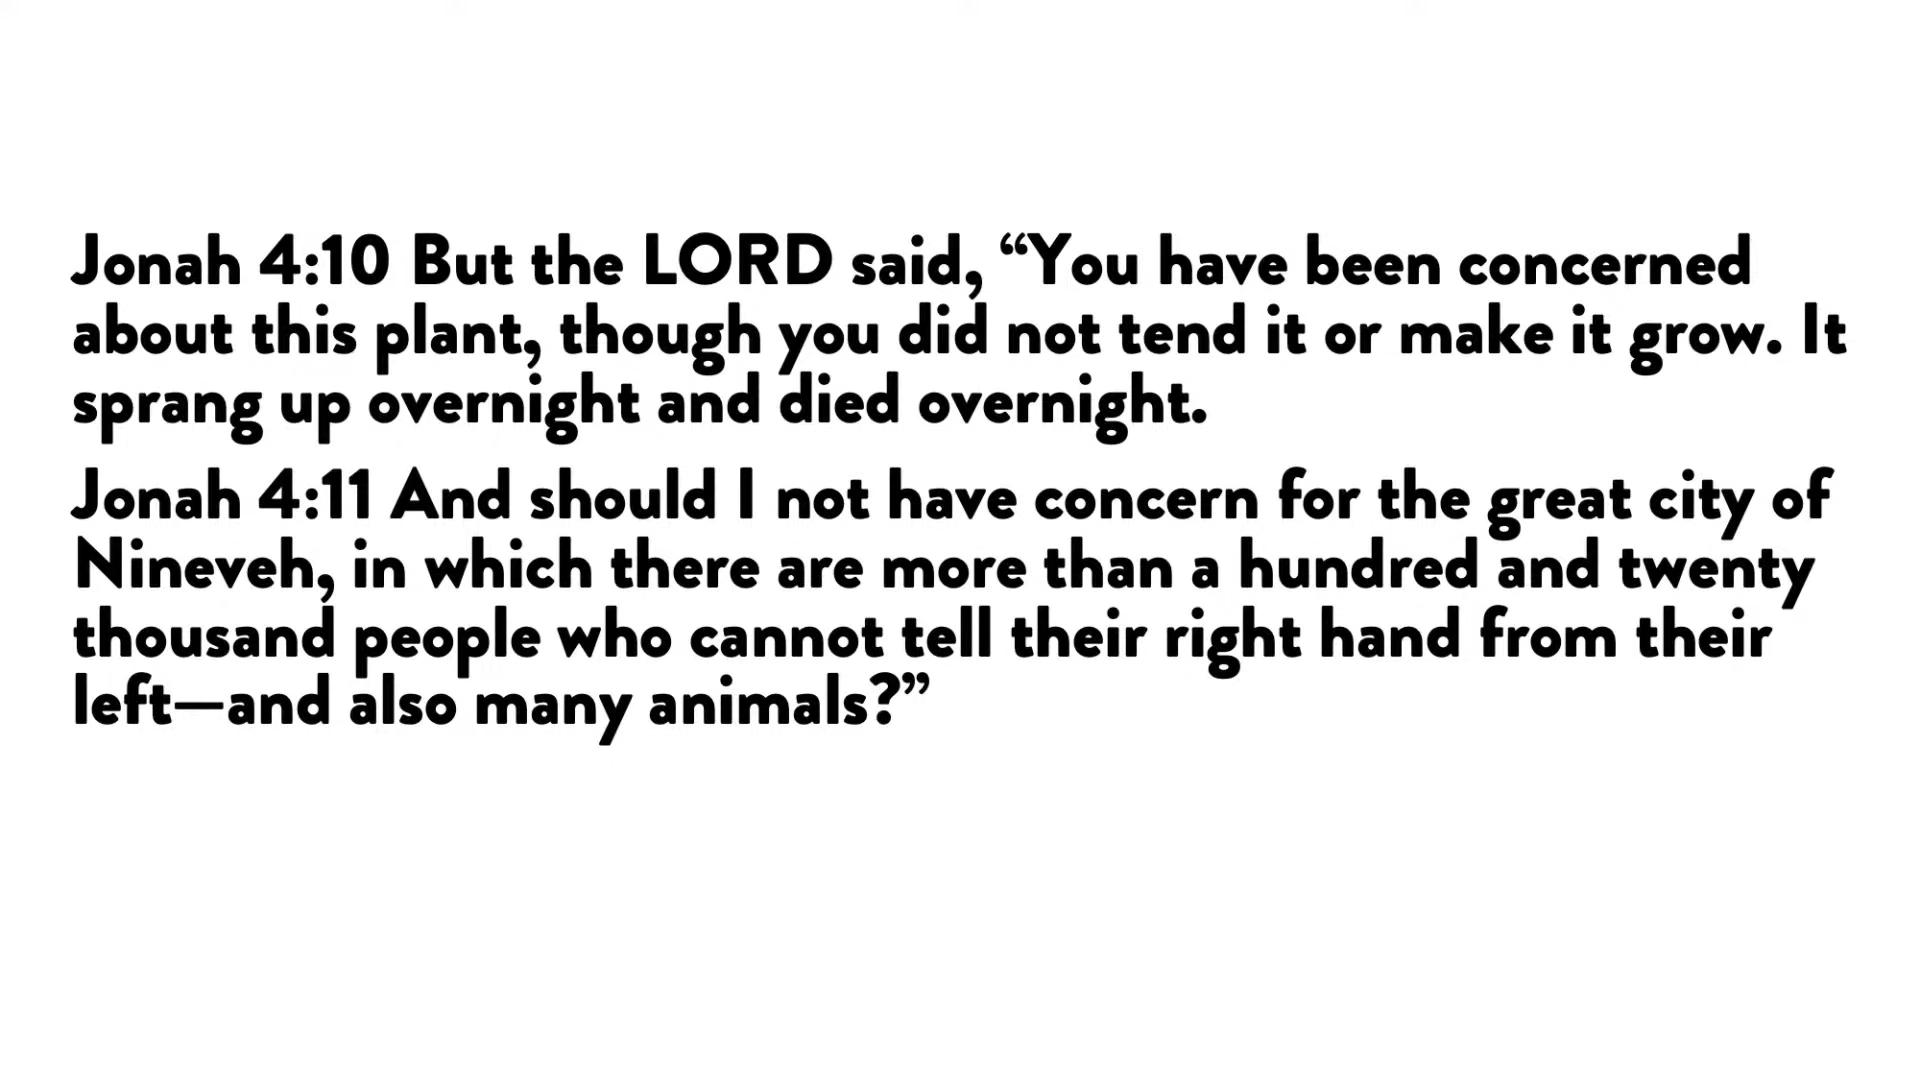 Jonah 4:10 But the LORD said, “You have been concerned
about this plant, though you did not tend it or make it grow. It
sprang up overnight and died overnight.
Jonah 4:11 And should I not have concern for the great city of
Nineveh, in which there are more than a hundred and twenty
thousand people who cannot tell their right hand from their
left—and also many animals?”